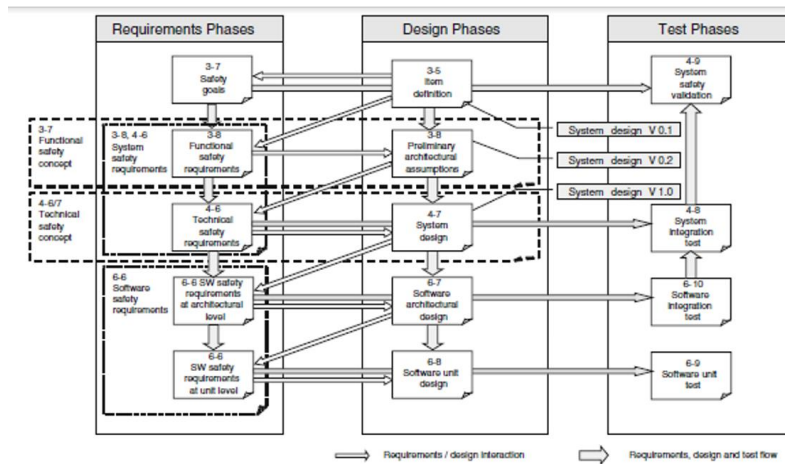 Requirements Phases
Design Phases
Test Phases
3-7
Safety
goals
3-5
Item
definition
4-9
System
safety
validation
System design V 0.1
3-7
Functional
safety
concept
3-8, 4-6
System
safety
requirements
3-8
Functional
safety
requirements
3-8
Preliminary
architectural
assumptions
System design V 0.2
System design V 1.0
4-6/7
Technical
safety
concept
4-6
Technical
safety
requirements
4-7
System
design
4-8
System
integration
test
6-6
Software
safety
requirements
6-6 SW safety
requirements
at architectural
level
6-7
Software
architectural
design
6-10
Software
integration
test
6-6
SW safety
requirements
at unit level
6-8
Software unit
design
6-9
Software unit
test
Requirements / design interaction
Requirements, design and test flow